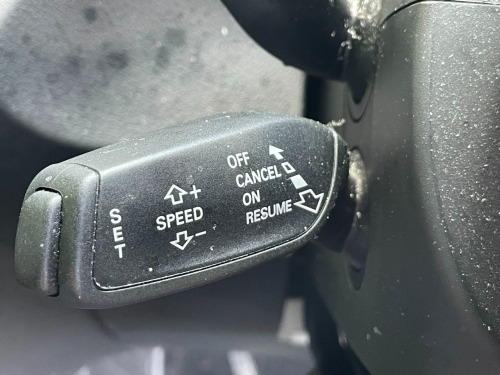 SET
SPEED
+
-
OFF
CANCEL
ON
RESUME